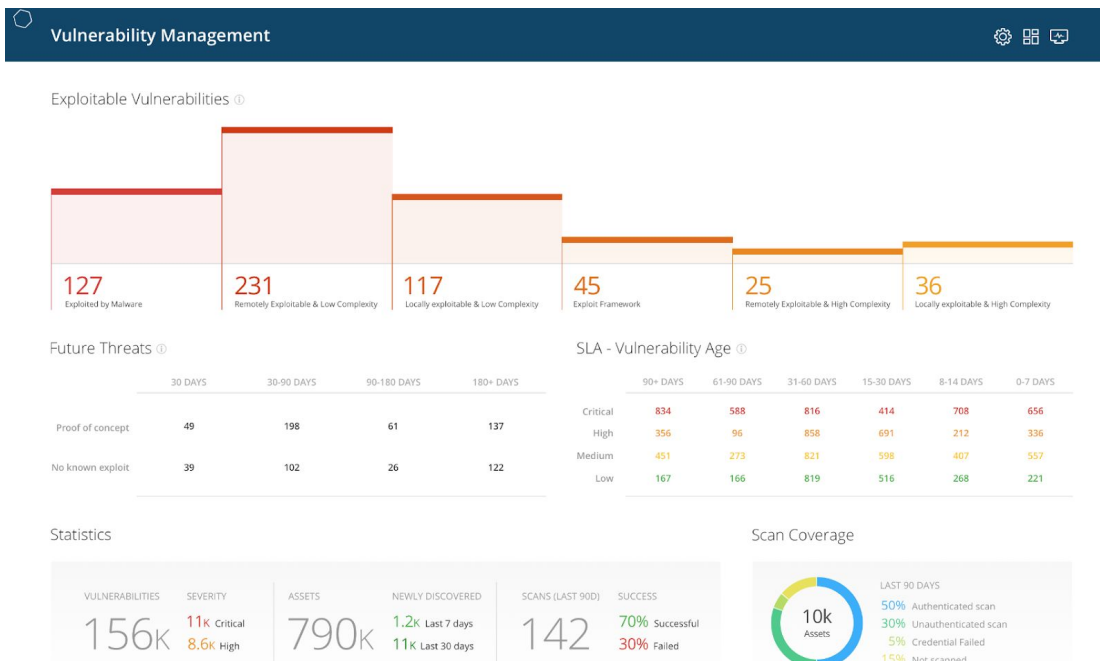 Vulnerability Management
Exploitable Vulnerabilities
127
Exploited by Malware
231
Remotely Exploitable & Low Complexity
117
Locally exploitable & Low Complexity
45
Exploit Framework
25
Remotely Exploitable & High Complexity
36
Locally exploitable & High Complexity
Future Threats
30 DAYS 30-90 DAYS 90-180 DAYS 180+ DAYS
Proof of concept 49 198 61 137
No known exploit 39 102 26 122
SLA - Vulnerability Age
90+ DAYS 61-90 DAYS 31-60 DAYS 15-30 DAYS 8-14 DAYS 0-7 DAYS
Critical 834 588 816 414 708 656
High 356 96 858 691 212 336
Medium 451 273 821 598 407 557
Low 167 166 819 516 268 221
Statistics
VULNERABILITIES SEVERITY
156K 11K Critical
8.6K High
ASSETS NEWLY DISCOVERED
790K 1.2K Last 7 days
11K Last 30 days
SCANS (LAST 90D) SUCCESS
142 70% Successful
30% Failed
Scan Coverage
10k
Assets
LAST 90 DAYS
50% Authenticated scan
30% Unauthenticated scan
5% Credential Failed
15% Not scanned